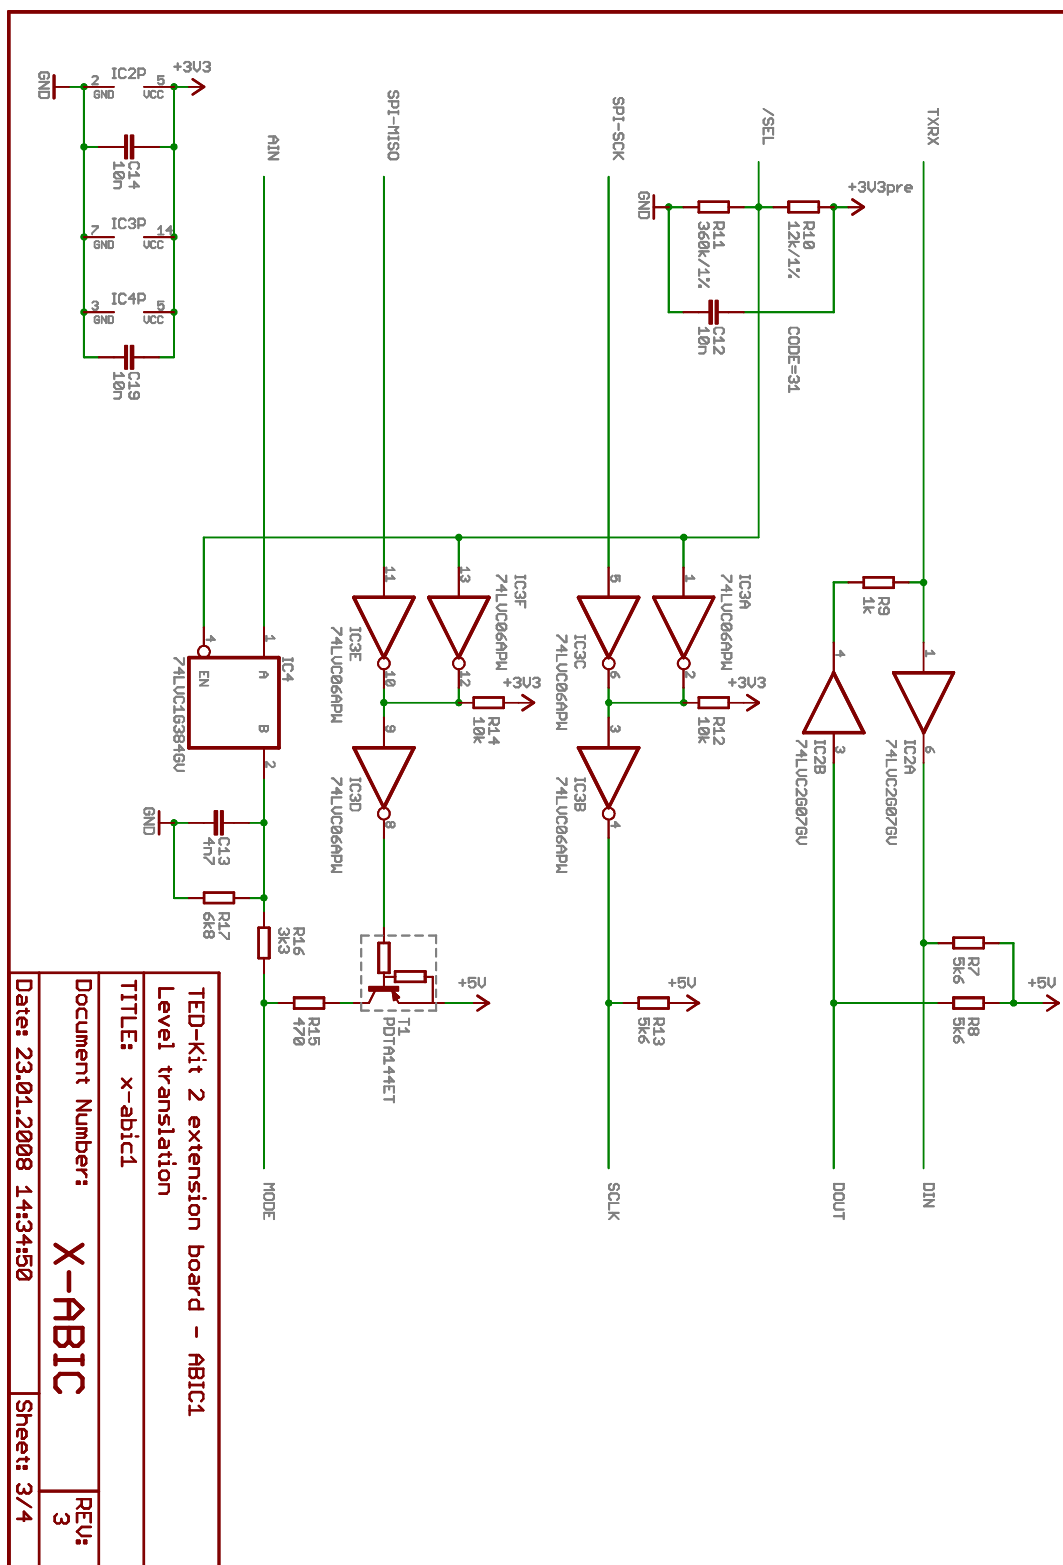 TXRX
/SEL
SPI-SCK
SPI-MISO
AIN
+3V3pre
R10
12k/1%
R11
360k/1%
GND
C12
10n
CODE=31
+3V3
IC2P
2
5
GND
VCC
GND
C14
10n
IC3P
7
14
GND
VCC
IC4P
3
5
GND
VCC
C19
10n
R9
1k
1
6
IC2A
74LVC2G07GV
4
3
IC2B
74LVC2G07GV
IC3A
74LVC06APW
1
2
+3V3
R12
10k
5
6
IC3C
74LVC06APW
3
4
IC3B
74LVC06APW
IC3F
74LVC06APW
13
12
+3V3
R14
10k
11
10
IC3E
74LVC06APW
9
8
IC3D
74LVC06APW
1
4
2
A
B
EN
IC4
74LVC1G384GV
GND
C13
4n7
R17
6k8
R16
3k3
R15
470
T1
PDTA144ET
+5V
R13
5k6
+5V
R7
5k6
R8
5k6
+5V
DIN
DOUT
SCLK
MODE
TED-Kit 2 extension board - ABIC1
Level translation
TITLE: x-abic1
Document Number:
X-ABIC
REV:
3
Date: 23.01.2008 14:34:50
Sheet: 3/4